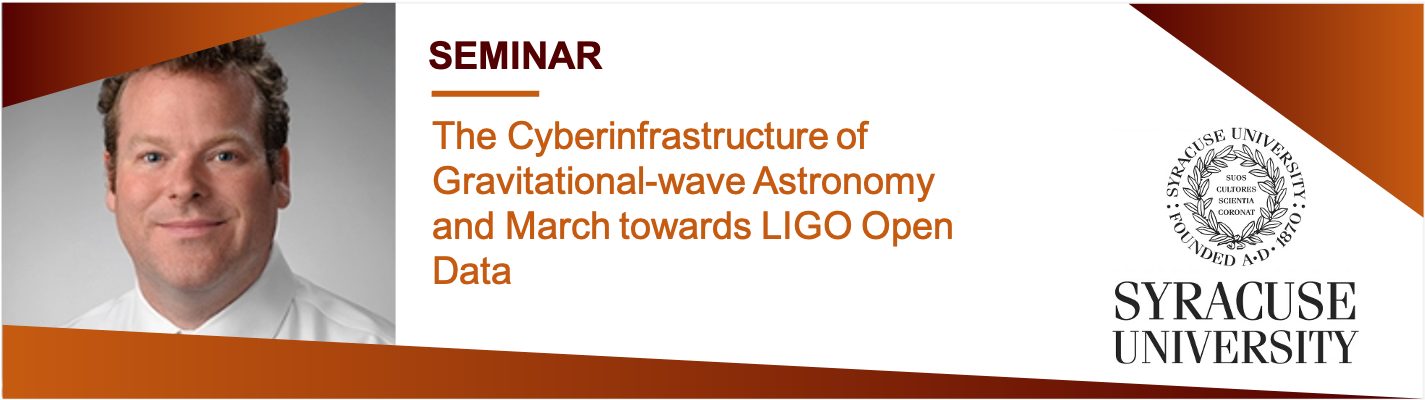 SEMINAR
The Cyberinfrastructure of
Gravitational-wave Astronomy
and March towards LIGO Open
Data
SYRACUSE UNIVERSITY
FOUNDED A·D· 1870
SUOS
CULTORES
SCIENTIA
CORONAT
SYRACUSE
UNIVERSITY